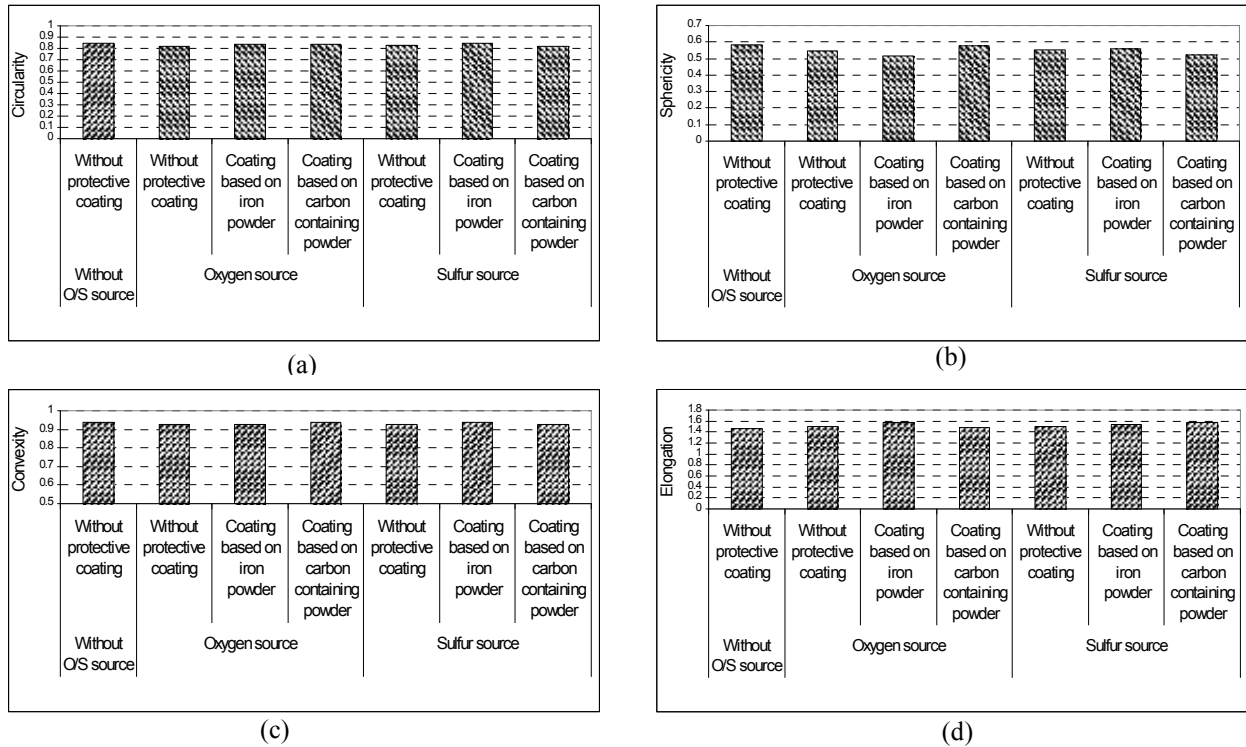 Circularity
1
0.9
0.8
0.7
0.6
0.5
0.4
0.3
0.2
0.1
0
Without protective coating
Without protective coating
Coating based on iron powder
Coating based on carbon containing powder
Without protective coating
Coating based on iron powder
Coating based on carbon containing powder
Without O/S source
Oxygen source
Sulfur source
(a)
Sphericity
0.7
0.6
0.5
0.4
0.3
0.2
0.1
0
Without protective coating
Without protective coating
Coating based on iron powder
Coating based on carbon containing powder
Without protective coating
Coating based on iron powder
Coating based on carbon containing powder
Without O/S source
Oxygen source
Sulfur source
(b)
Convexity
1
0.9
0.8
0.7
0.6
0.5
Without protective coating
Without protective coating
Coating based on iron powder
Coating based on carbon containing powder
Without protective coating
Coating based on iron powder
Coating based on carbon containing powder
Without O/S source
Oxygen source
Sulfur source
(c)
Elongation
1.8
1.6
1.4
1.2
1
0.8
0.6
0.4
0.2
0
Without protective coating
Without protective coating
Coating based on iron powder
Coating based on carbon containing powder
Without protective coating
Coating based on iron powder
Coating based on carbon containing powder
Without O/S source
Oxygen source
Sulfur source
(d)